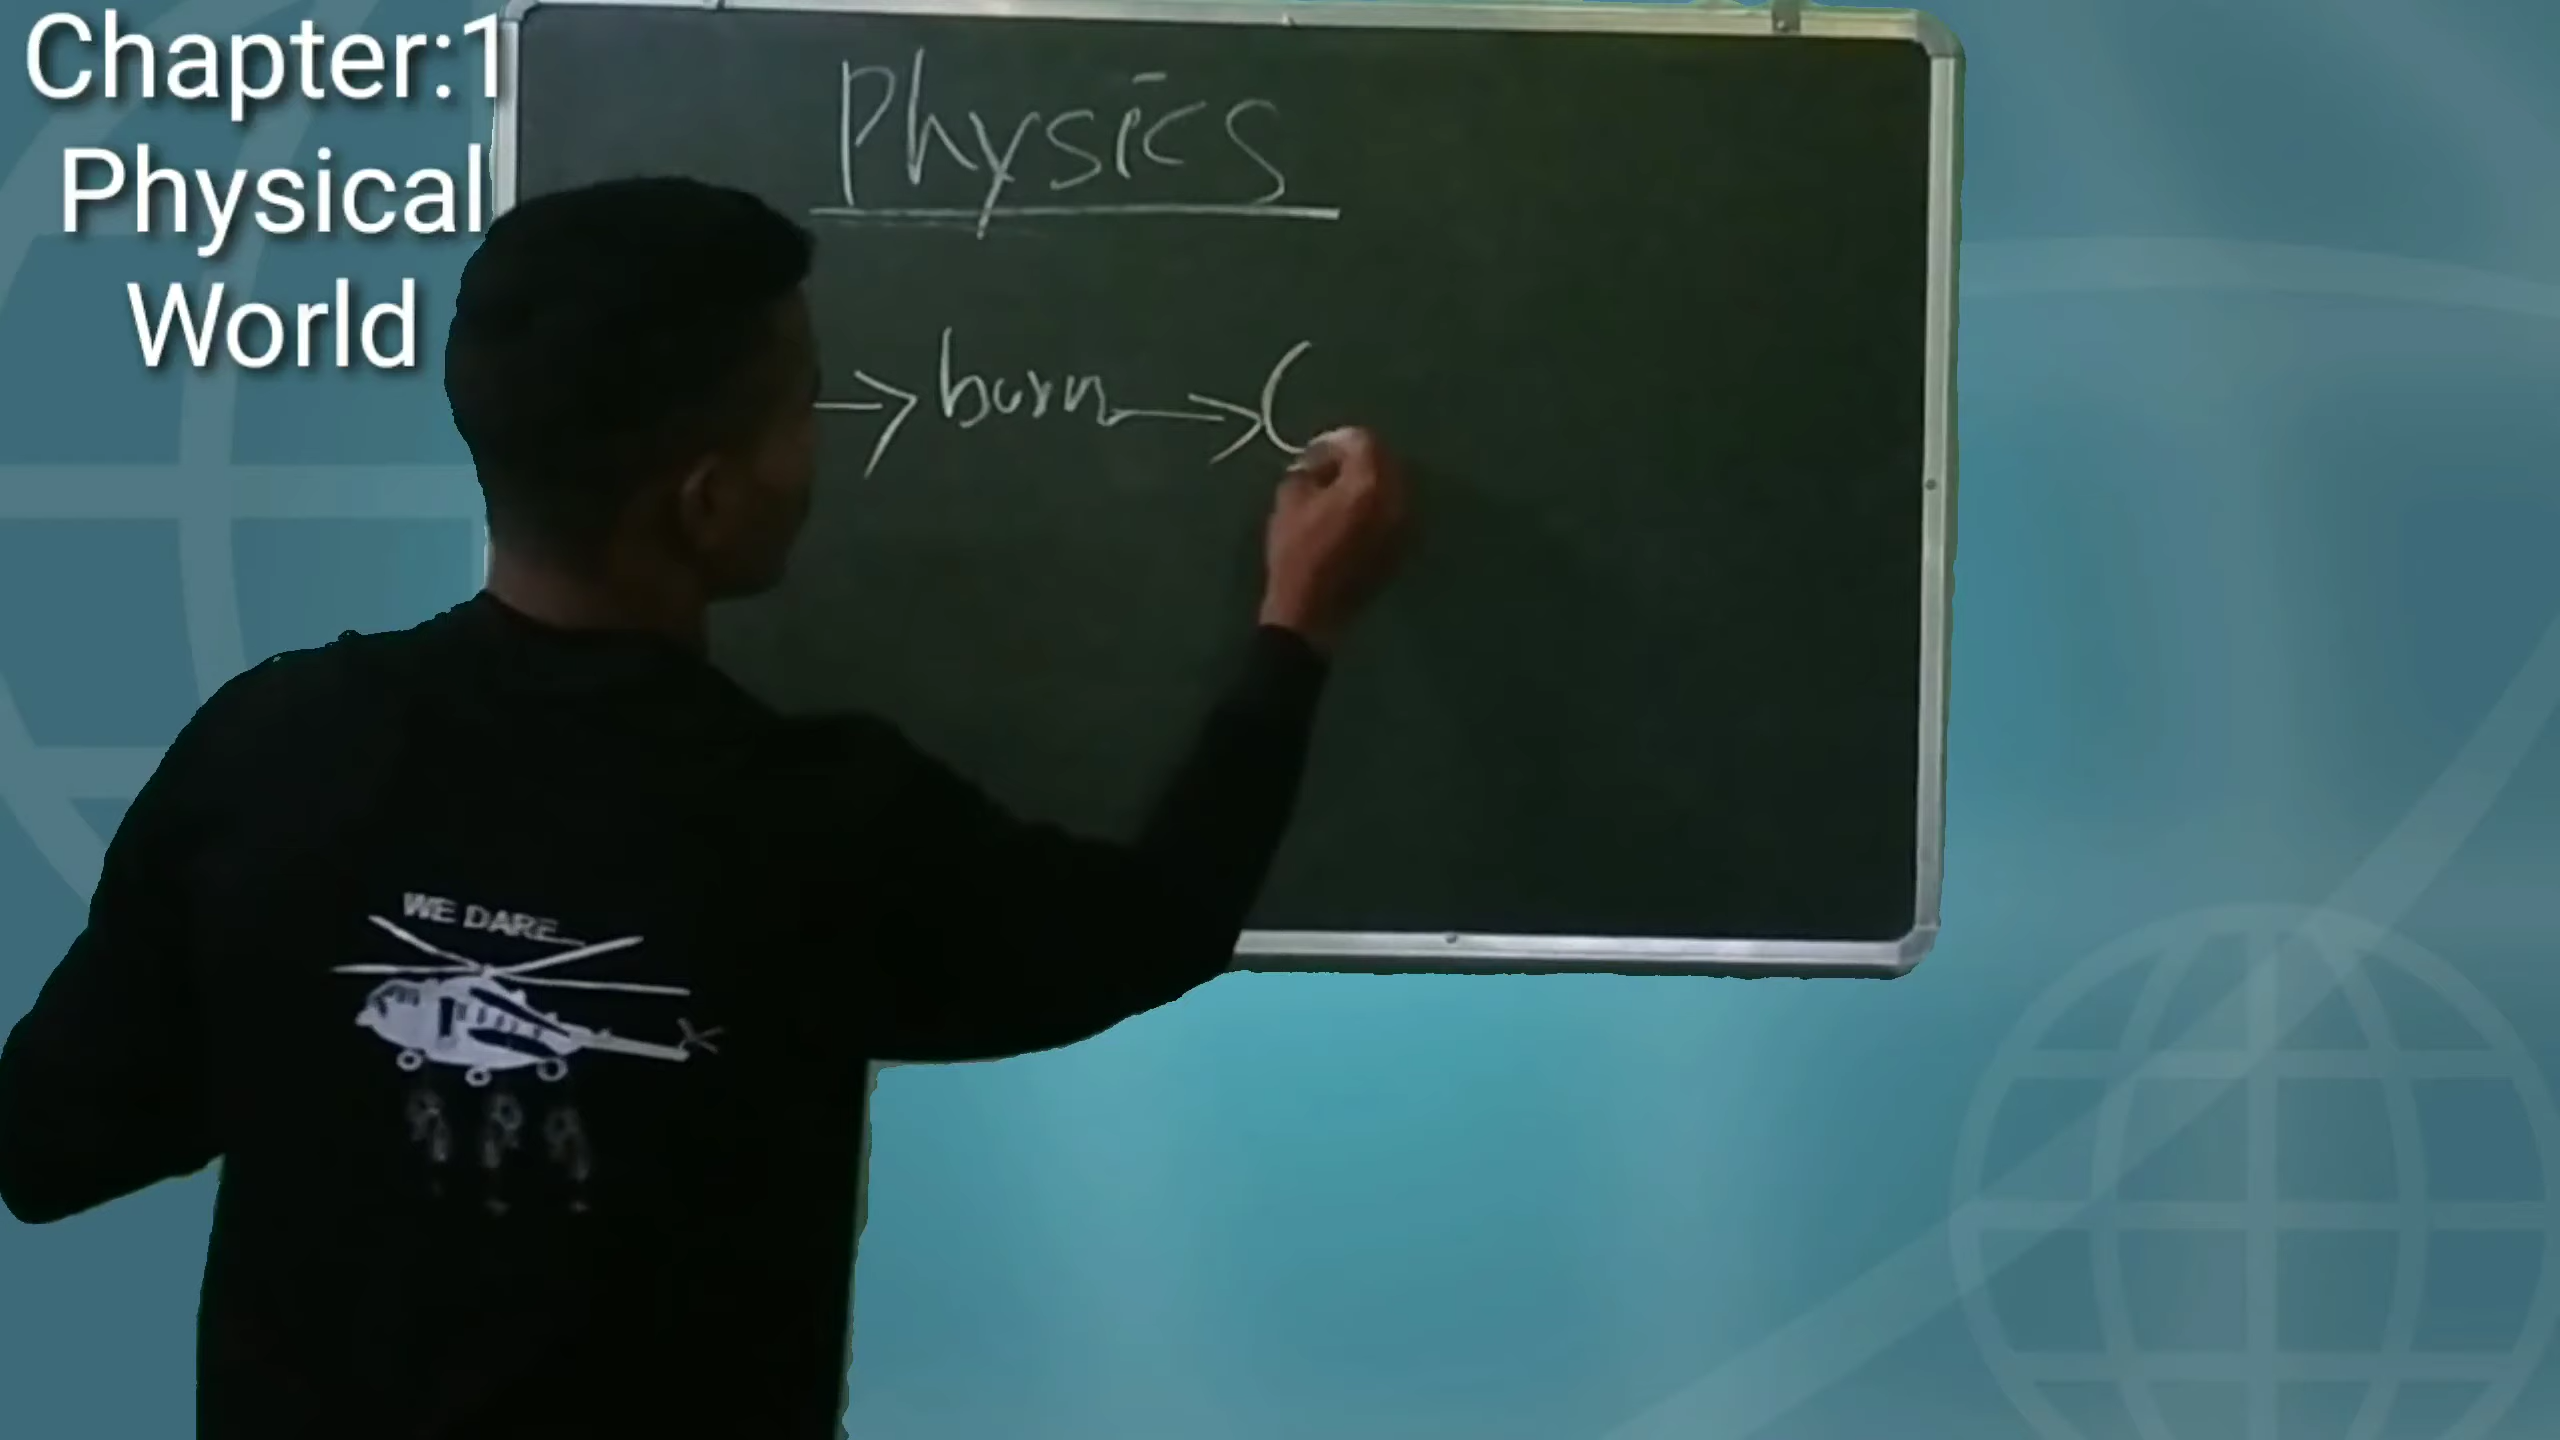 Chapter:1
Physical
World
Physics
→ born → (
WE DARE...